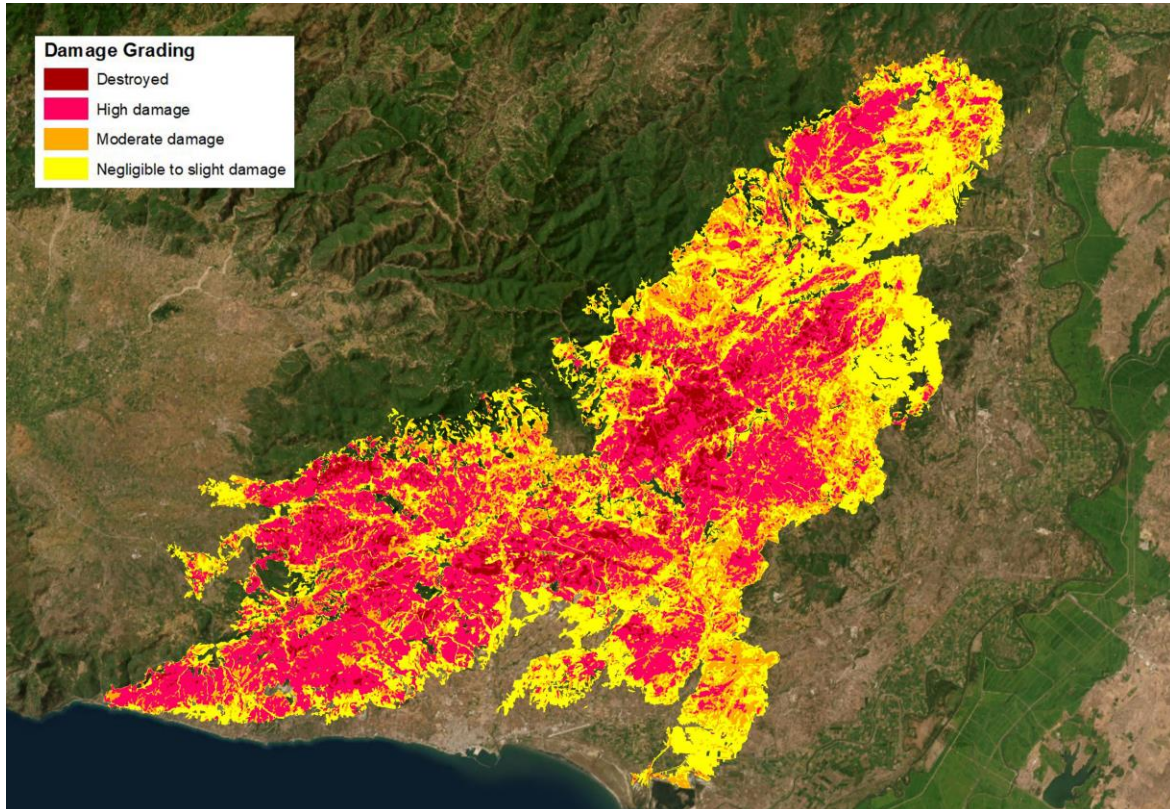 Damage Grading
Destroyed
High damage
Moderate damage
Negligible to slight damage